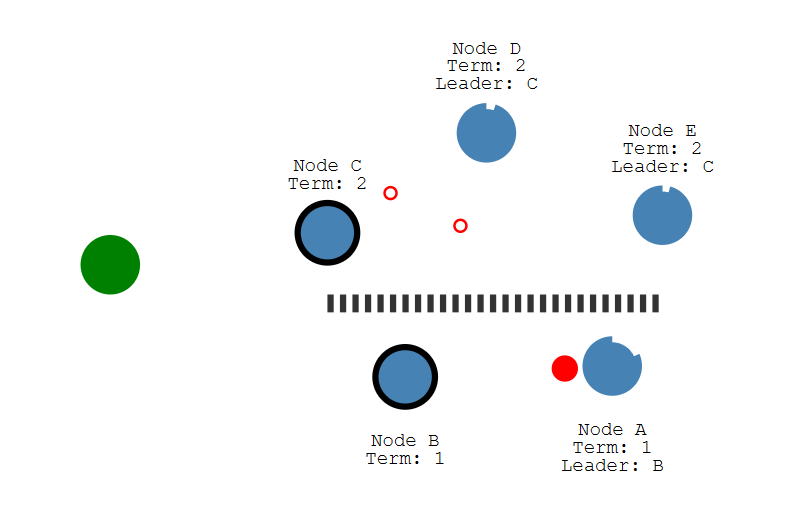 Node D
Term: 2
Leader: C
Node E
Term: 2
Leader: C
Node C
Term: 2
Node B
Term: 1
Node A
Term: 1
Leader: B